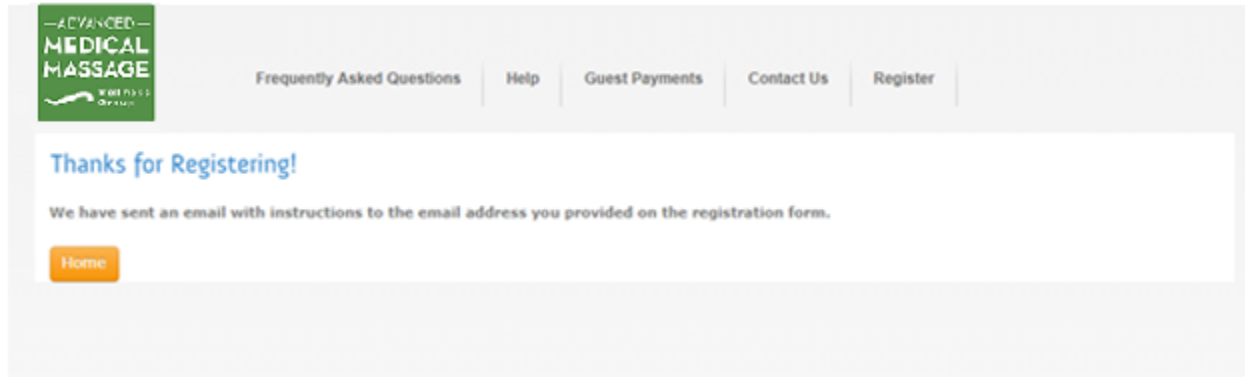 —ADVANCED—
MEDICAL
MASSAGE
Frequently Asked Questions
Help
Guest Payments
Contact Us
Register
Thanks for Registering!
We have sent an email with instructions to the email address you provided on the registration form.
Home